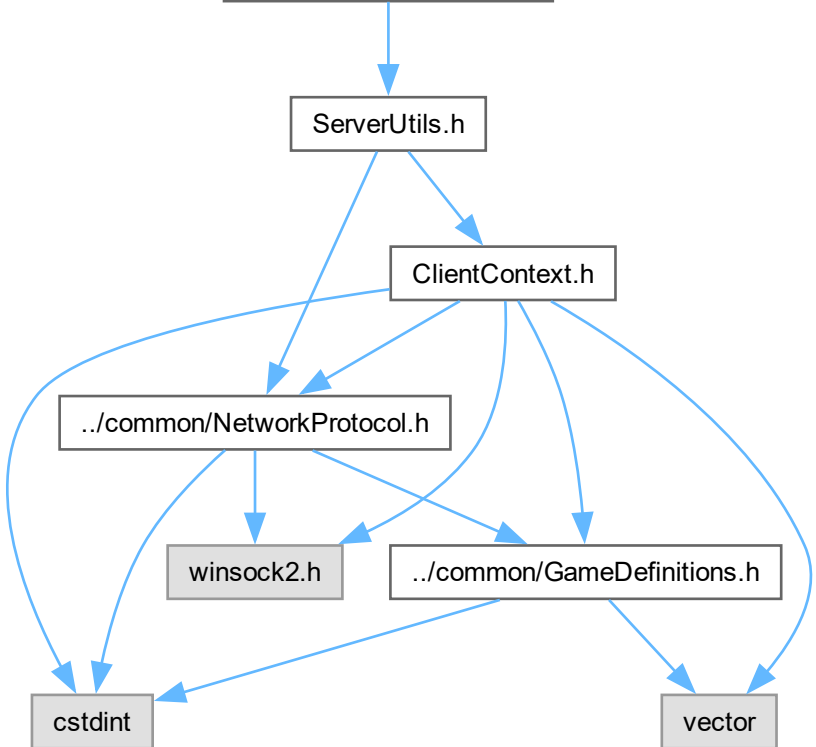 ServerUtils.h
ClientContext.h
../common/NetworkProtocol.h
winsock2.h
../common/GameDefinitions.h
cstdint
vector